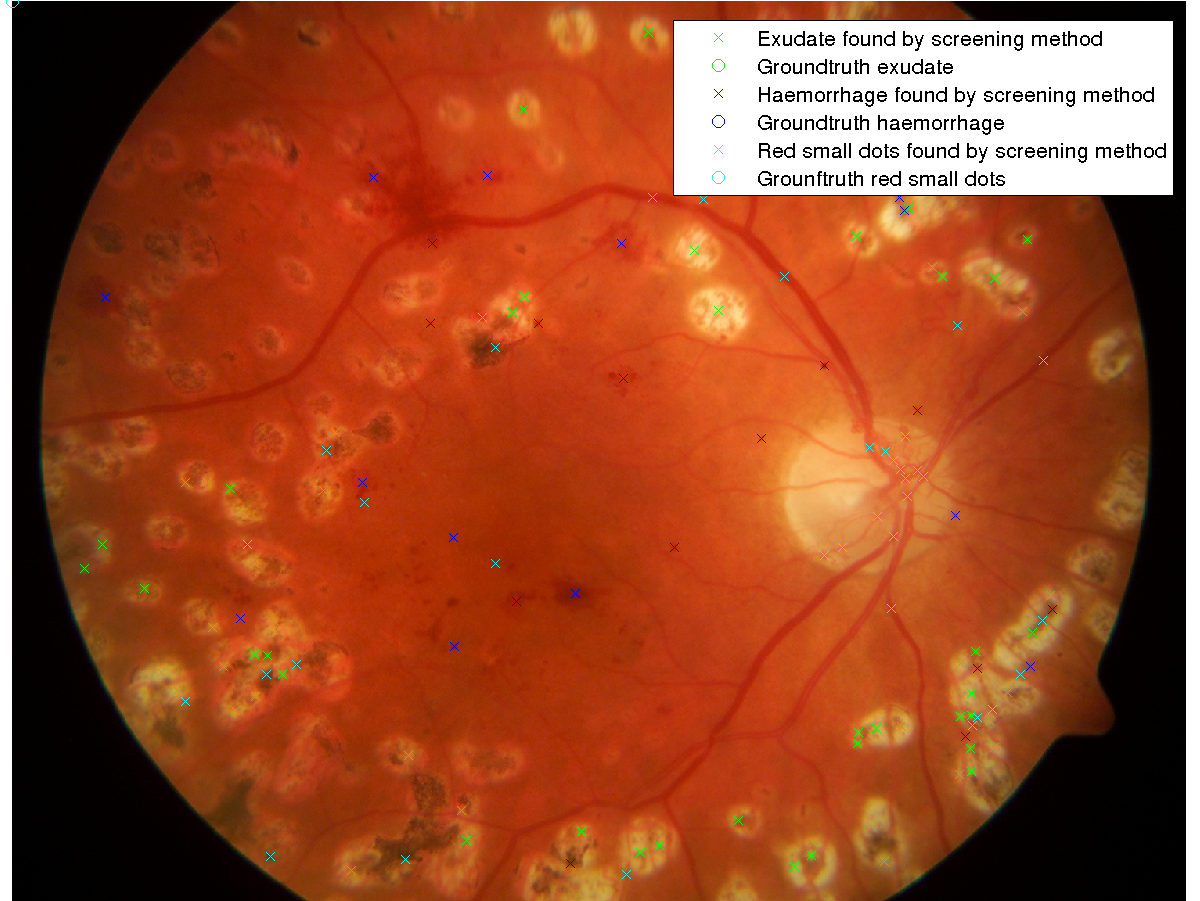 Exudate found by screening method
Groundtruth exudate
Haemorrhage found by screening method
Groundtruth haemorrhage
Red small dots found by screening method
Grounftruth red small dots